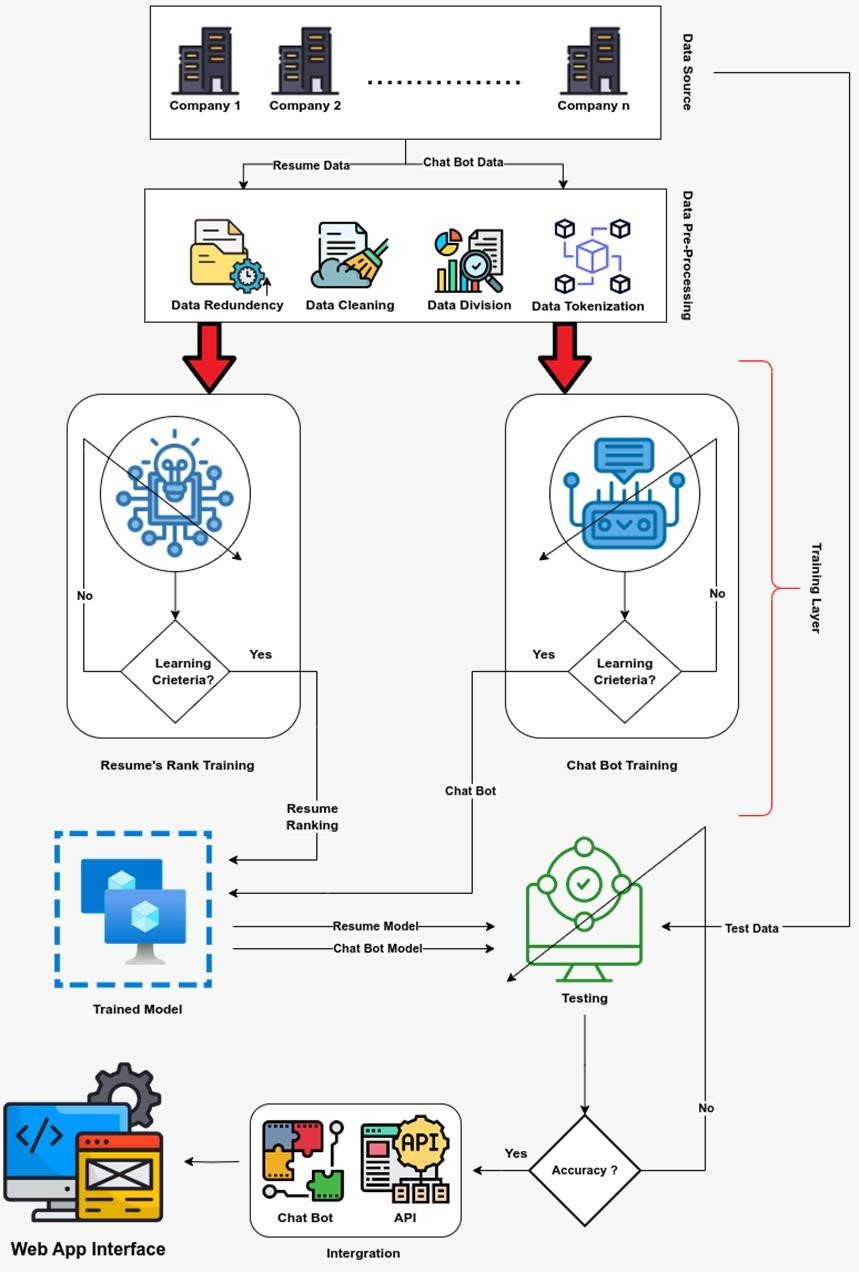 Company 1
Company 2
Company n
Data Source
Resume Data
Chat Bot Data
Data Redundency
Data Cleaning
Data Division
Data Tokenization
Data Pre-Processing
No
Learning
Crieteria?
Yes
Resume's Rank Training
Yes
Learning
Crieteria?
No
Chat Bot Training
Training Layer
Resume
Ranking
Chat Bot
Trained Model
Resume Model
Chat Bot Model
Testing
Test Data
No
Accuracy ?
Yes
Chat Bot
API
API
Intergration
</>
Web App Interface